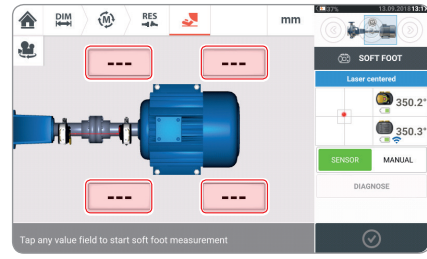 DIM
M
RES
mm
37%
13.09.2018 13:17
SOFT FOOT
Laser centered
350.2°
350.3°
SENSOR
MANUAL
DIAGNOSE
---
---
---
---
Tap any value field to start soft foot measurement